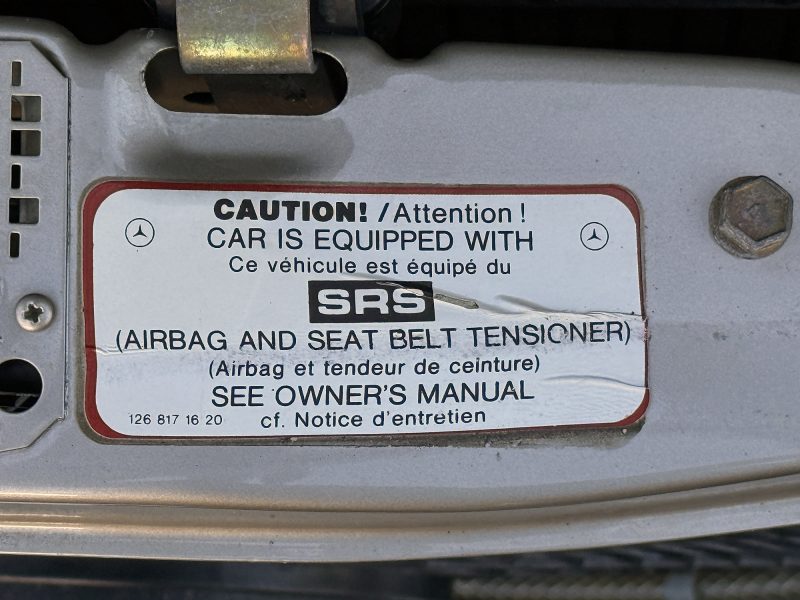 CAUTION! /Attention!
CAR IS EQUIPPED WITH
Ce véhicule est équipé du
SRS
(AIRBAG AND SEAT BELT TENSIONER)
(Airbag et tendeur de ceinture)
SEE OWNER'S MANUAL
126 817 16 20 cf. Notice d'entretien